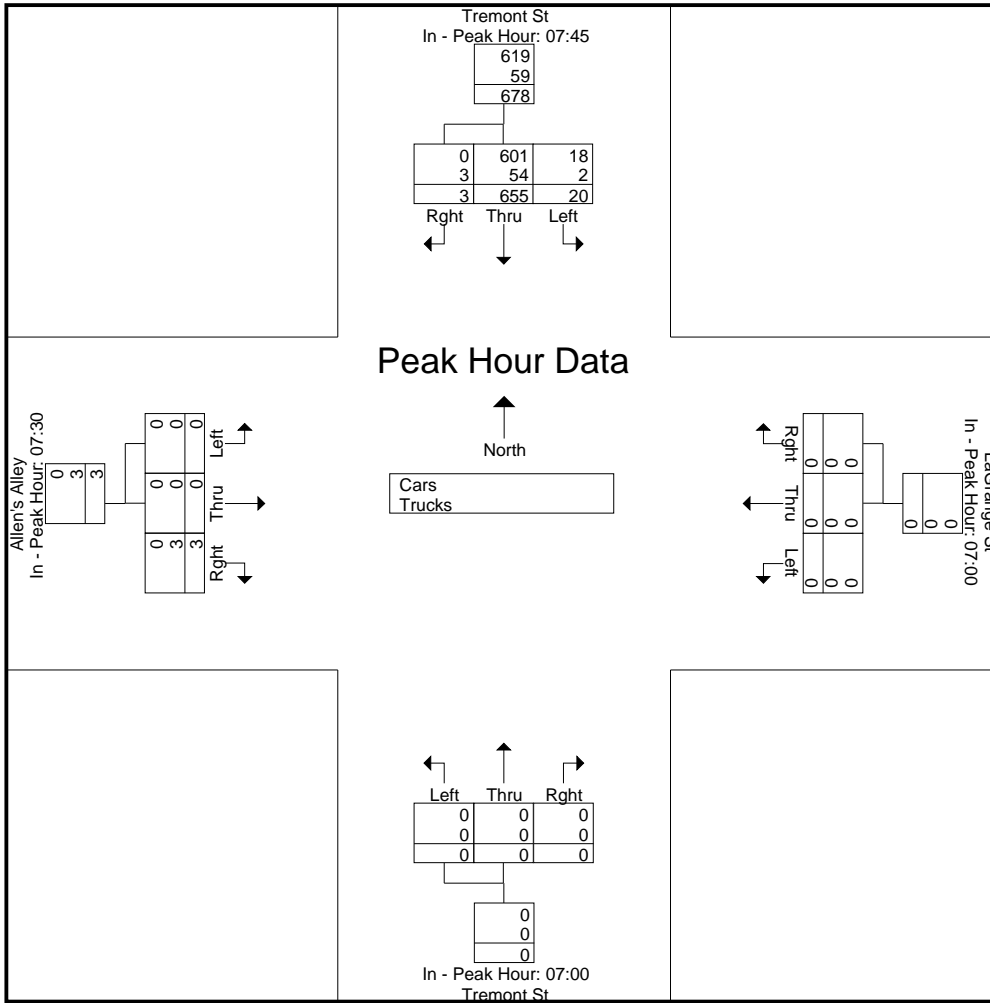 Tremont St
In - Peak Hour: 07:45
619
59
678
0 601 18
3 54 2
3 655 20
Rght Thru Left
Peak Hour Data
North
Cars
Trucks
Allen's Alley
In - Peak Hour: 07:30
0 3 3
0 0 0
Left
0 0 0
Thru
0 3 3
Rght
LaGrange St
In - Peak Hour: 07:00
0 0 0
Rght
0 0 0
Thru
0 0 0
Left
0 0 0
Left Thru Rght
0 0 0
0 0 0
0 0 0
0
0
0
In - Peak Hour: 07:00
Tremont St